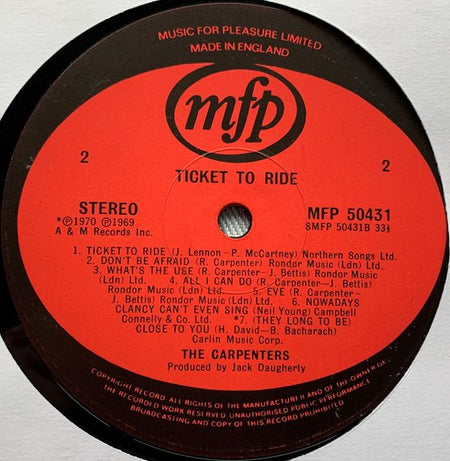 MUSIC FOR PLEASURE LIMITED
MADE IN ENGLAND
mfp
2
2
TICKET TO RIDE
STEREO
MFP 50431
*Ⓟ1970 Ⓟ1969
SMFP 50431B 33⅓
A & M Records Inc.
1. TICKET TO RIDE (J. Lennon - P. McCartney) Northern Songs Ltd.
2. DON'T BE AFRAID (R. Carpenter) Rondor Music (Ldn) Ltd.
3. WHAT'S THE USE (R. Carpenter - J. Bettis) Rondor Music
(Ldn) Ltd. 4. ALL I CAN DO (R. Carpenter—J. Bettis)
Rondor Music (Ldn) Ltd. 5. EVE (R. Carpenter -
J. Bettis) Rondor Music (Ldn) Ltd. 6. NOWADAYS
CLANCY CAN'T EVEN SING (Neil Young) Campbell
Connelly & Co. Ltd. *7. (THEY LONG TO BE)
CLOSE TO YOU (H. David—B. Bacharach)
Carlin Music Corp.
THE CARPENTERS
Produced by Jack Daugherty
COPYRIGHT RECORD ALL RIGHTS OF THE MANUFACTURER AND OF THE OWNER OF
THE RECORDED WORK RESERVED UNAUTHORISED PUBLIC PERFORMANCE
BROADCASTING AND COPY OF THIS RECORD PROHIBITED